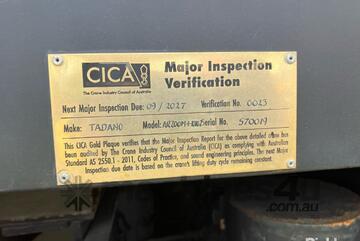 CICA
The Crane Industry Council of Australia
Major Inspection
Verification
Next Major Inspection Due: 09/2027 Verification No. 0023
Make: TADANO Model: Serial No. 570019
This CICA Gold Plaque verifies that the Major Inspection Report for the above detailed crane has
been audited by The Crane Industry Council of Australia (CICA) as complying with Australian
Standard AS 2550.1 - 2011, Codes of Practice, and sound engineering principles. The next Major
Inspection due date is based on the crane's lifting duty cycle remaining constant.